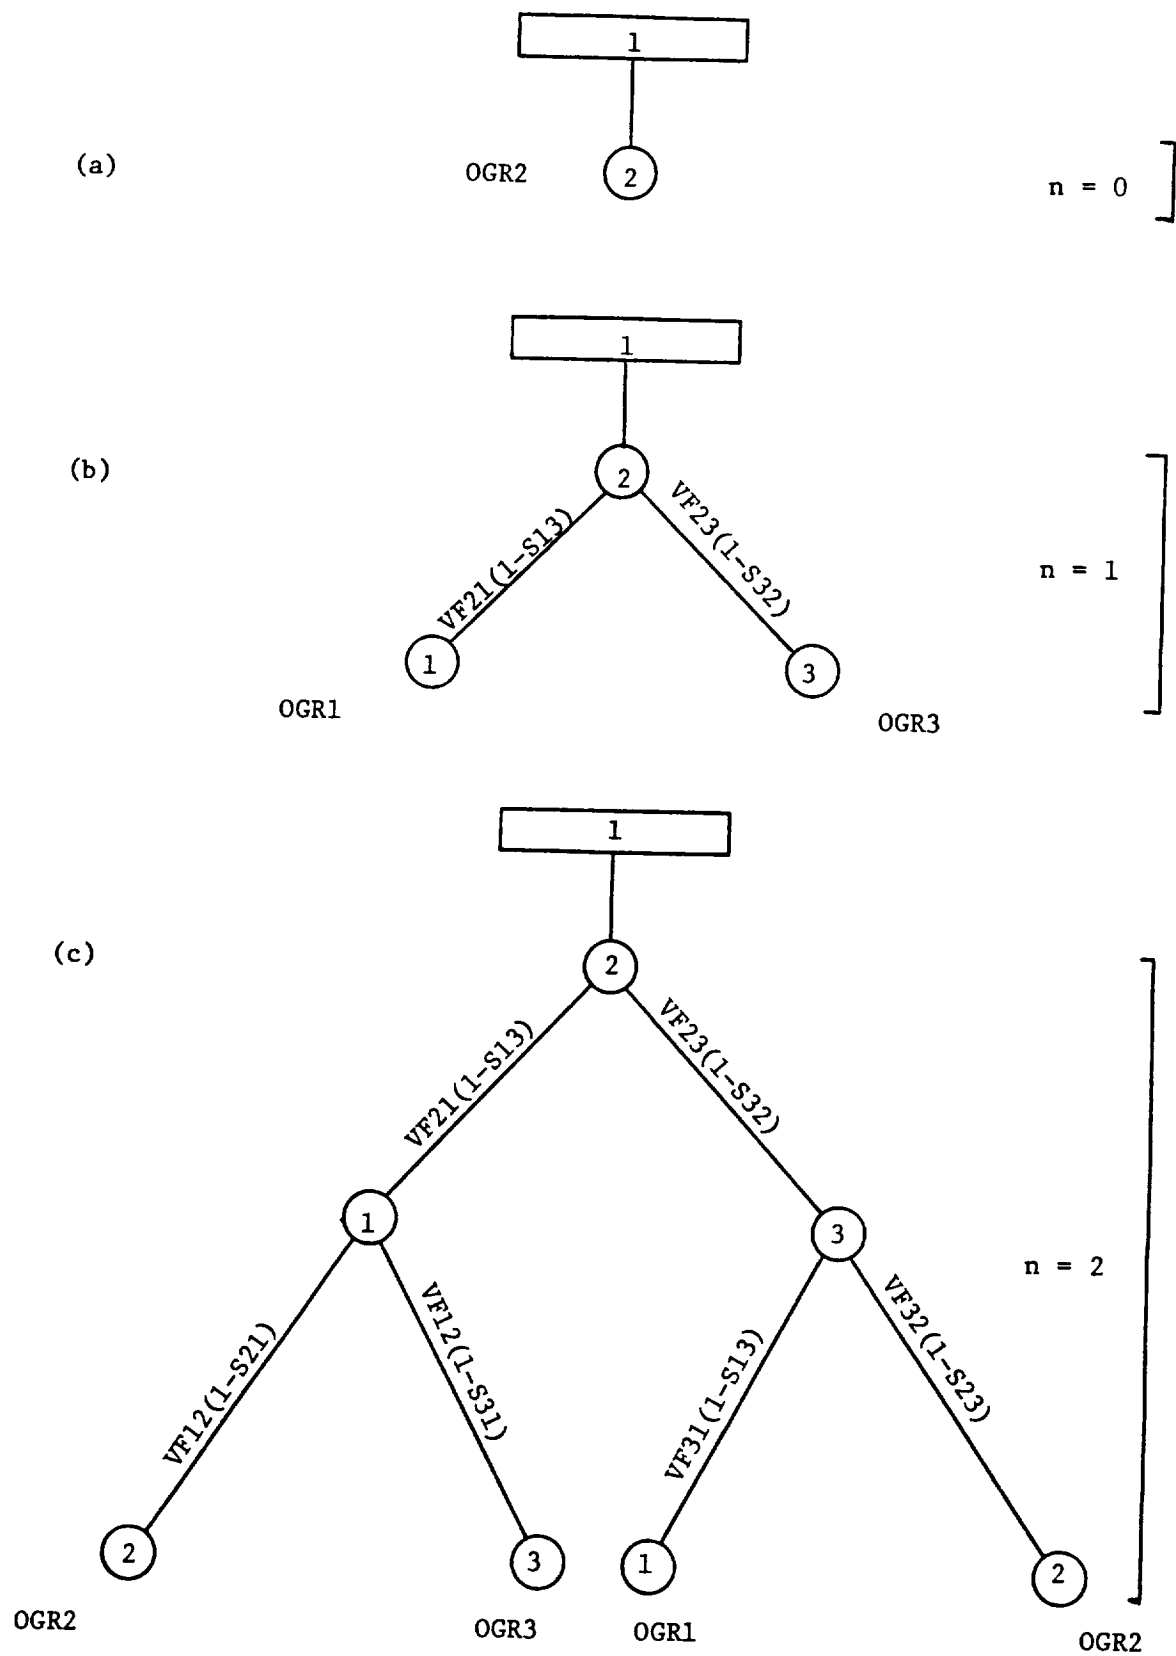 1
(a)
OGR2
2
n = 0
1
(b)
2
VF21(1-S13)
VF23(1-S32)
n = 1
1
3
OGR1
OGR3
1
(c)
2
VF21(1-S13)
VF23(1-S32)
1
3
n = 2
VF12(1-S21)
VF12(1-S31)
VF31(1-S13)
VF32(1-S23)
2
3
1
2
OGR2
OGR3
OGR1
OGR2